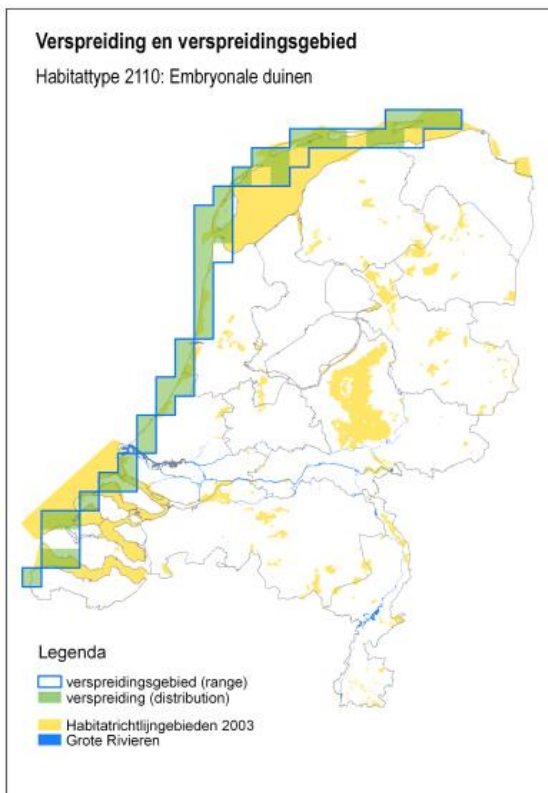 Verspreiding en verspreidingsgebied
Habitattype 2110: Embryonale duinen
Legenda
verspreidingsgebied (range)
verspreiding (distribution)
Habitatrichtlijngebieden 2003
Grote Rivieren